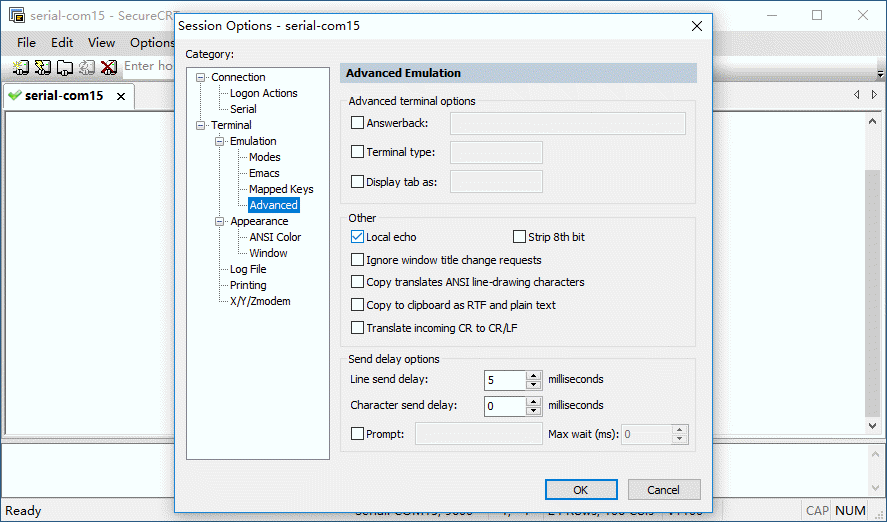 serial-com15 - SecureCRT
File Edit View Options
Enter ho
serial-com15
Session Options - serial-com15
Category:
Connection
Logon Actions
Serial
Terminal
Emulation
Modes
Emacs
Mapped Keys
Advanced
Appearance
ANSI Color
Window
Log File
Printing
X/Y/Zmodem
Advanced Emulation
Advanced terminal options
Answerback:
Terminal type:
Display tab as:
Other
Local echo Strip 8th bit
Ignore window title change requests
Copy translates ANSI line-drawing characters
Copy to clipboard as RTF and plain text
Translate incoming CR to CR/LF
Send delay options
Line send delay: 5 milliseconds
Character send delay: 0 milliseconds
Prompt: Max wait (ms): 0
OK Cancel
Ready CAP NUM